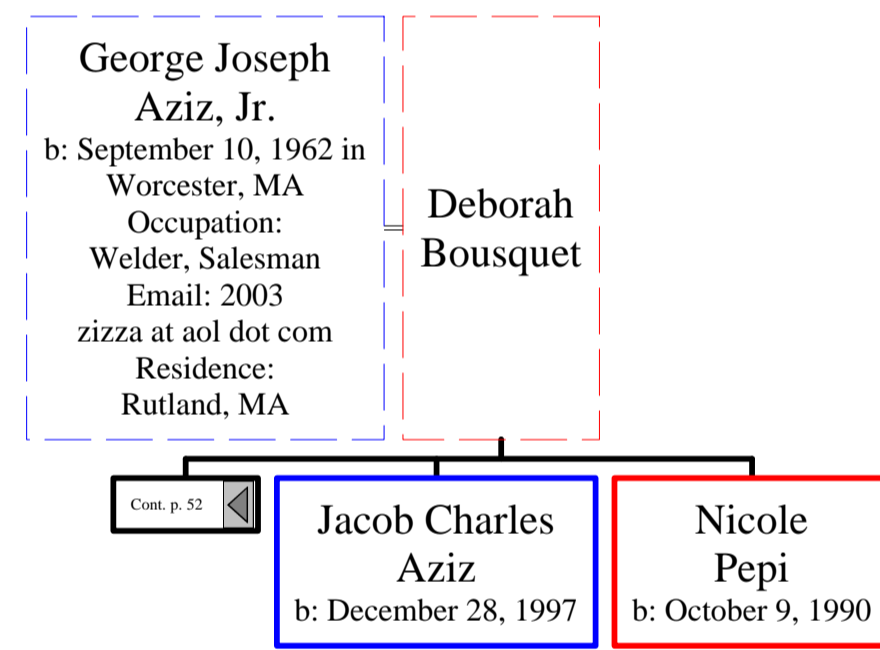 George Joseph
Aziz, Jr.
b: September 10, 1962 in
Worcester, MA
Occupation:
Welder, Salesman
Email: 2003
zizza at aol dot com
Residence:
Rutland, MA
Deborah
Bousquet
Cont. p. 52
Jacob Charles
Aziz
b: December 28, 1997
Nicole
Pepi
b: October 9, 1990